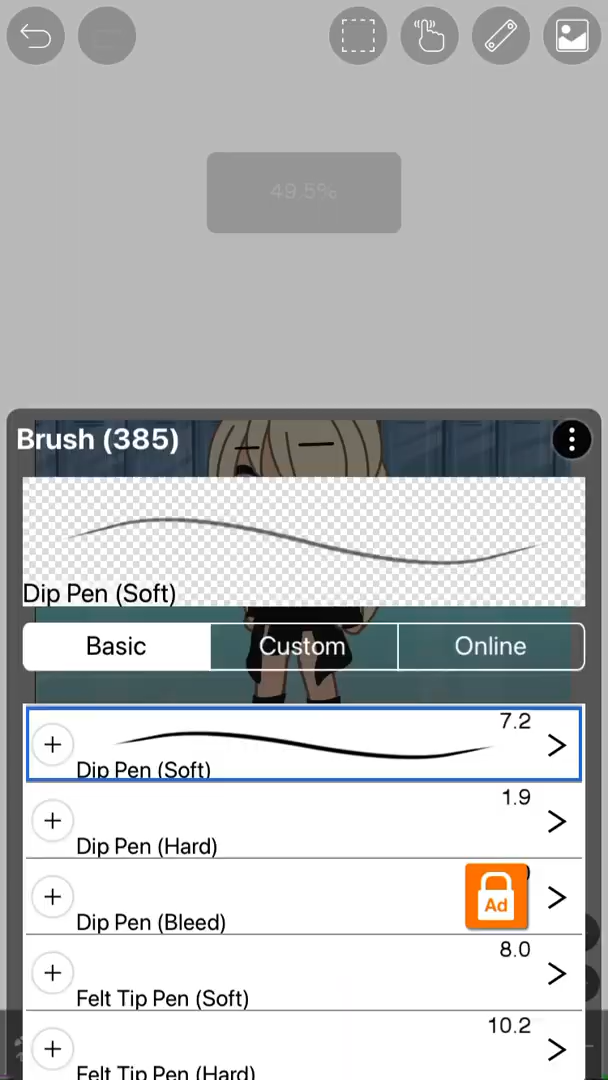 49.5%
Brush (385)
Dip Pen (Soft)
Basic
Custom
Online
7.2
Dip Pen (Soft)
1.9
Dip Pen (Hard)
Ad
Dip Pen (Bleed)
8.0
Felt Tip Pen (Soft)
10.2
Felt Tip Pen (Hard)